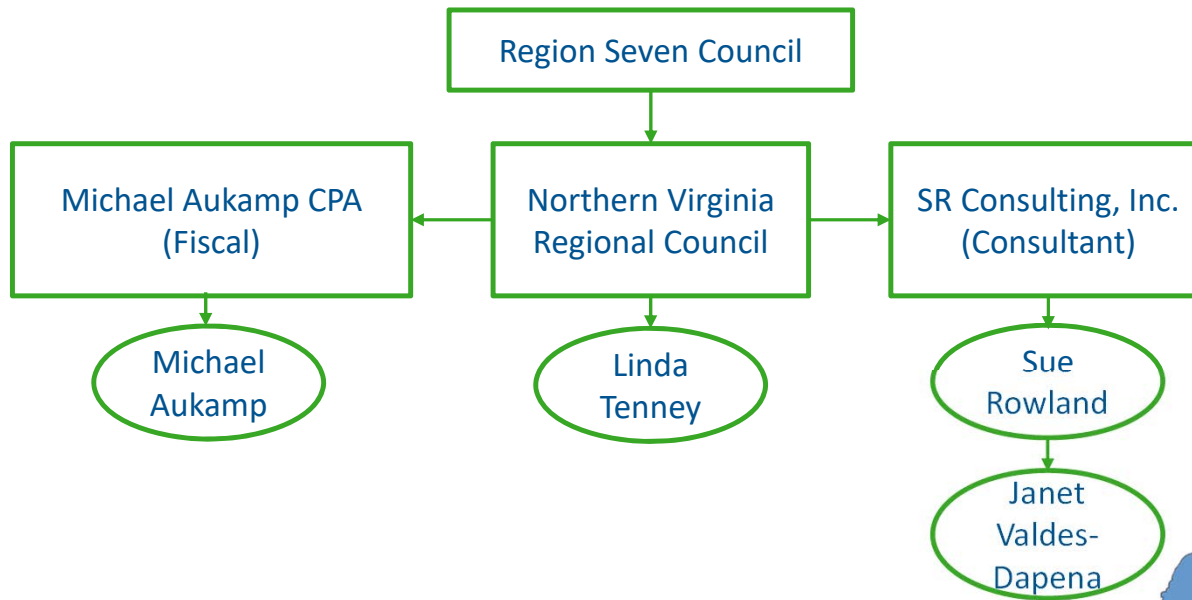 Region Seven Council
Michael Aukamp CPA
(Fiscal)
Northern Virginia
Regional Council
SR Consulting, Inc.
(Consultant)
Michael
Aukamp
Linda
Tenney
Sue
Rowland
Janet
Valdes-
Dapena